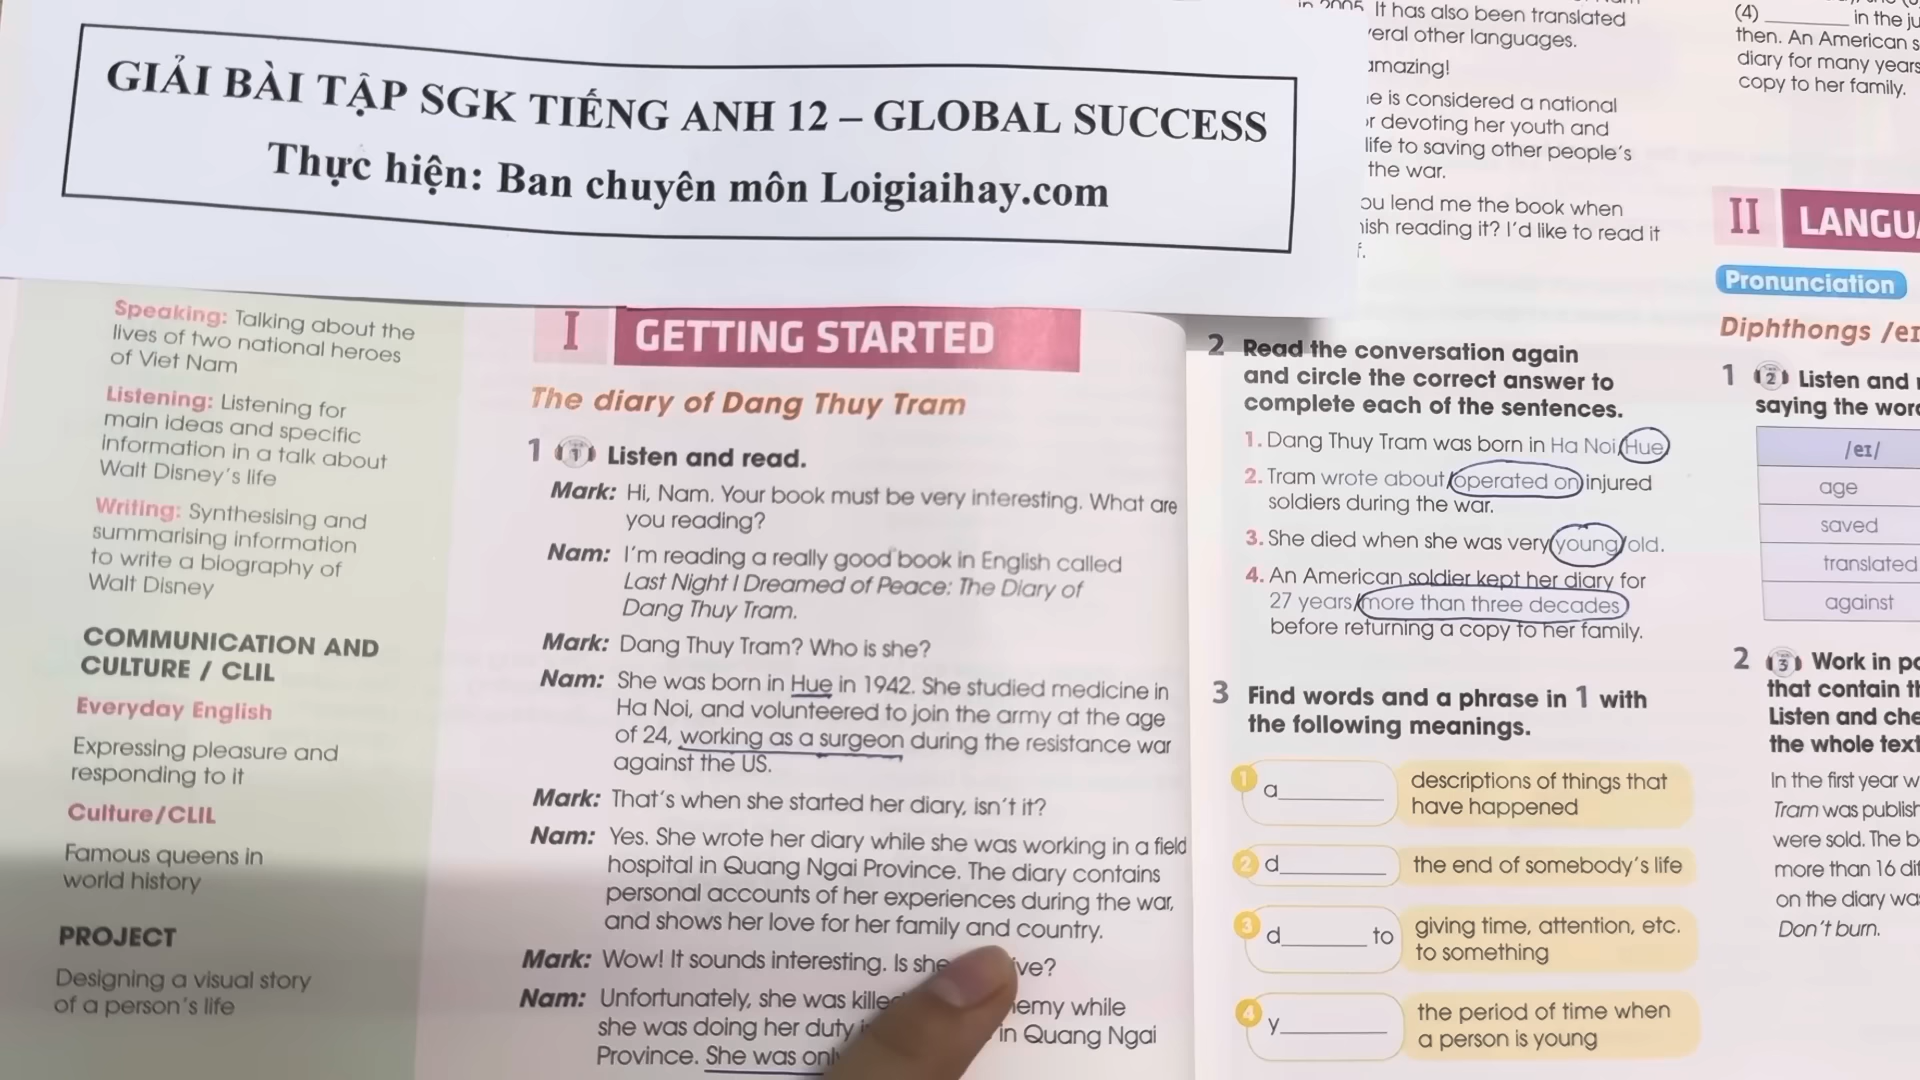 GIẢI BÀI TẬP SGK TIẾNG ANH 12 – GLOBAL SUCCESS
Thực hiện: Ban chuyên môn Loigiaihay.com
Speaking: Talking about the
lives of two national heroes
of Viet Nam
Listening: Listening for
main ideas and specific
information in a talk about
Walt Disney's life
Writing: Synthesising and
summarising information
to write a biography of
Walt Disney
COMMUNICATION AND
CULTURE / CLIL
Everyday English
Expressing pleasure and
responding to it
Culture/CLIL
Famous queens in
world history
PROJECT
Designing a visual story
of a person's life
I GETTING STARTED
The diary of Dang Thuy Tram
1 Listen and read.
Mark: Hi, Nam. Your book must be very interesting. What are
you reading?
Nam: I'm reading a really good book in English called
Last Night I Dreamed of Peace: The Diary of
Dang Thuy Tram.
Mark: Dang Thuy Tram? Who is she?
Nam: She was born in Hue in 1942. She studied medicine in
Ha Noi, and volunteered to join the army at the age
of 24, working as a surgeon during the resistance war
against the US.
Mark: That's when she started her diary, isn't it?
Nam: Yes. She wrote her diary while she was working in a field
hospital in Quang Ngai Province. The diary contains
personal accounts of her experiences during the war,
and shows her love for her family and country.
Mark: Wow! It sounds interesting. Is she
Nam: Unfortunately, she was while
she was doing her duty in Quang Ngai
Province. She was
in 2005. It has also been translated
other languages.
amazing!
is considered a national
devoting her youth and
life to saving other people's
the war.
lend me the book when
reading it? I'd like to read it
2 Read the conversation again
and circle the correct answer to
complete each of the sentences.
1. Dang Thuy Tram was born in Ha Noi/Hue
2. Tram wrote about/operated on injured
soldiers during the war.
3. She died when she was very young/old.
4. An American soldier kept her diary for
27 years/more than three decades
before returning a copy to her family.
3 Find words and a phrase in 1 with
the following meanings.
1 a________ descriptions of things that
have happened
2 d________ the end of somebody's life
3 d________ to giving time, attention, etc.
to something
4 y________ the period of time when
a person is young
(4) ________ in the
then. An American
diary for many years
copy to her family.
II
Pronunciation
Diphthongs
1 2 Listen and
saying the
/eɪ/
age
saved
translated
against
2 3 Work in
that contain
Listen and
the whole text
In the first year
Tram was
were sold. The
more than 16
on the diary
Don't burn.